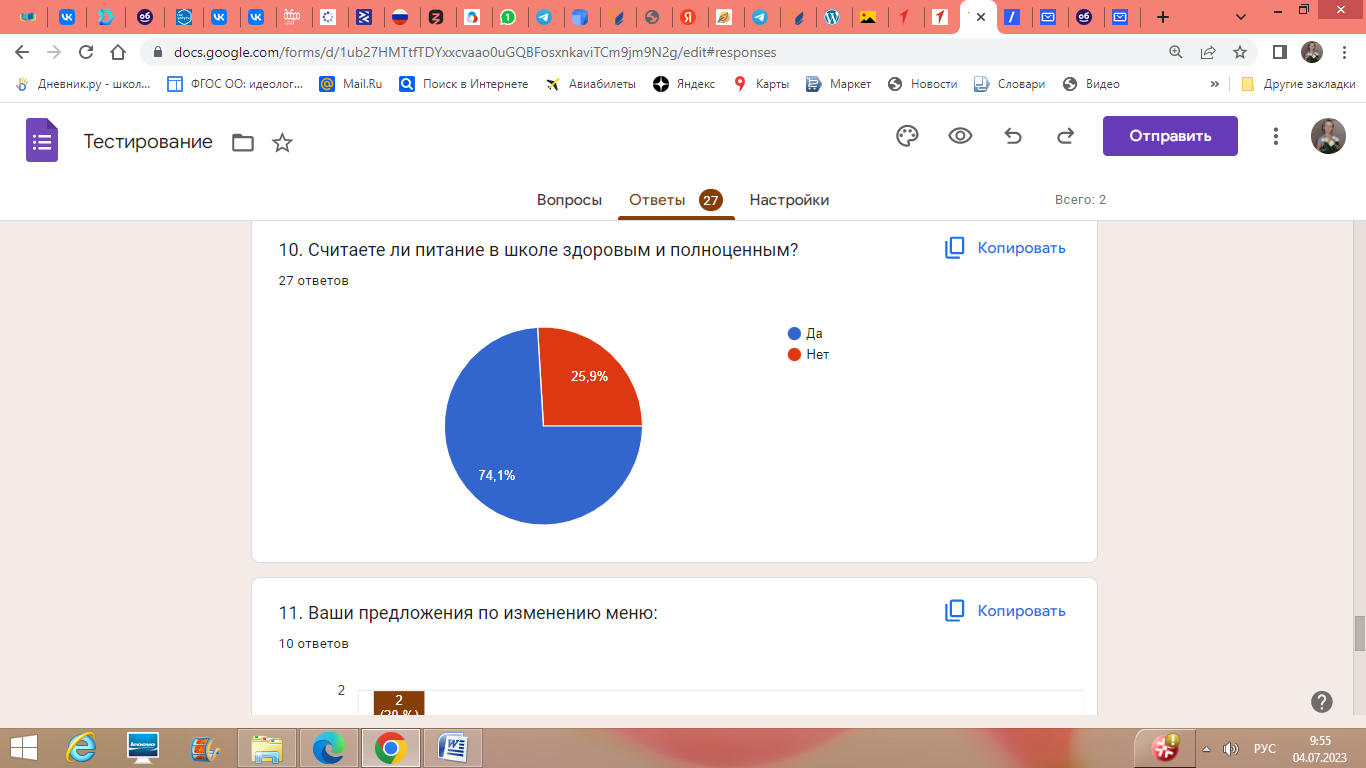 docs.google.com/forms/d/1ub27HMTtfTDYxxcvaao0uGQBFosxnkaviTCm9jm9N2g/edit#responses
Дневник.ру - школ... ФГОС ОО: идеолог... Mail.Ru Поиск в Интернете Авиабилеты Яндекс Карты Маркет Новости Словари Видео » Другие закладки
Тестирование
Отправить
Вопросы Ответы 27 Настройки Всего: 2
10. Считаете ли питание в школе здоровым и полноценным?
Копировать
27 ответов
Да
Нет
25,9%
74,1%
11. Ваши предложения по изменению меню:
Копировать
10 ответов
2
2
(20 %)
РУС
9:55
04.07.2023